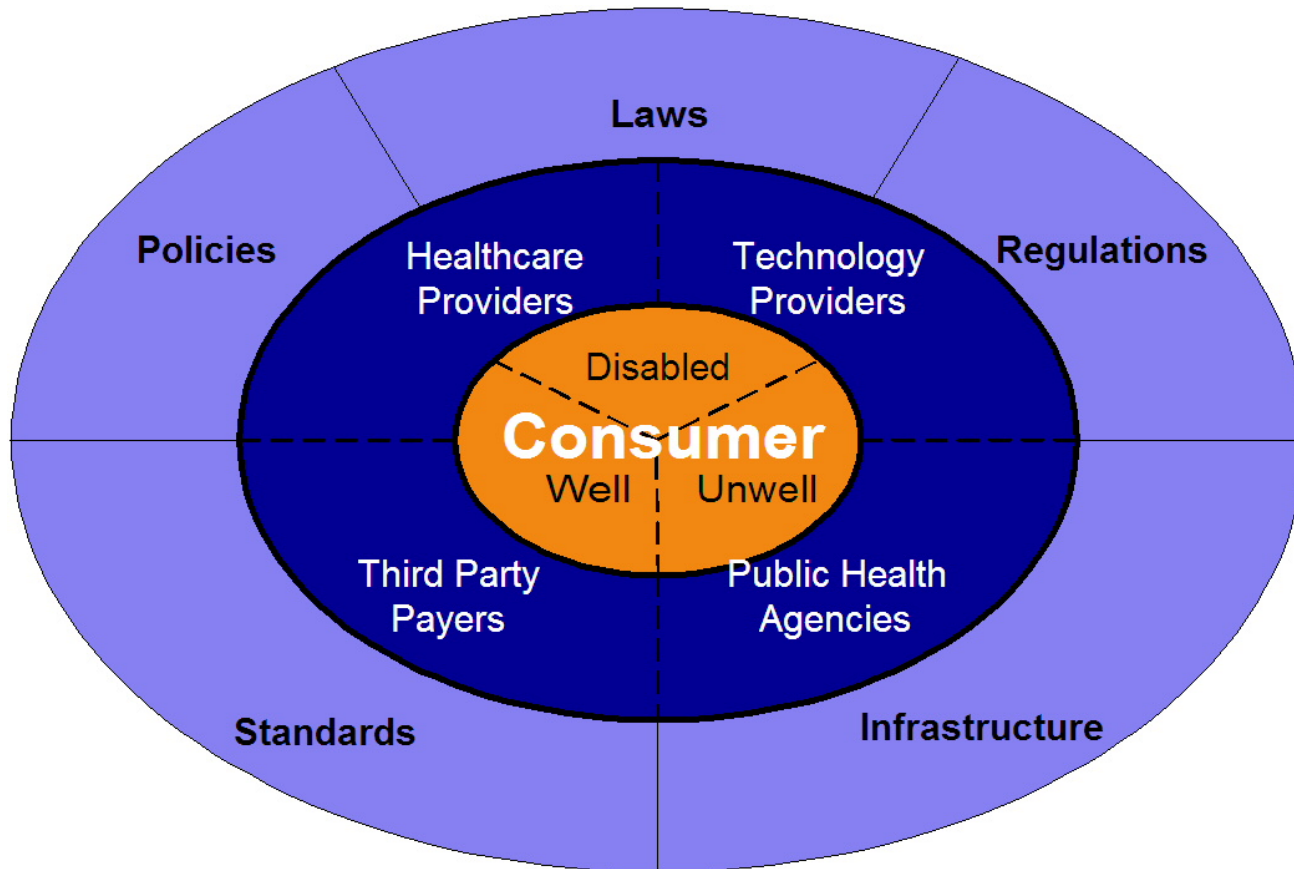 Laws
Policies
Regulations
Healthcare
Providers
Technology
Providers
Disabled
Consumer
Well
Unwell
Third Party
Payers
Public Health
Agencies
Standards
Infrastructure